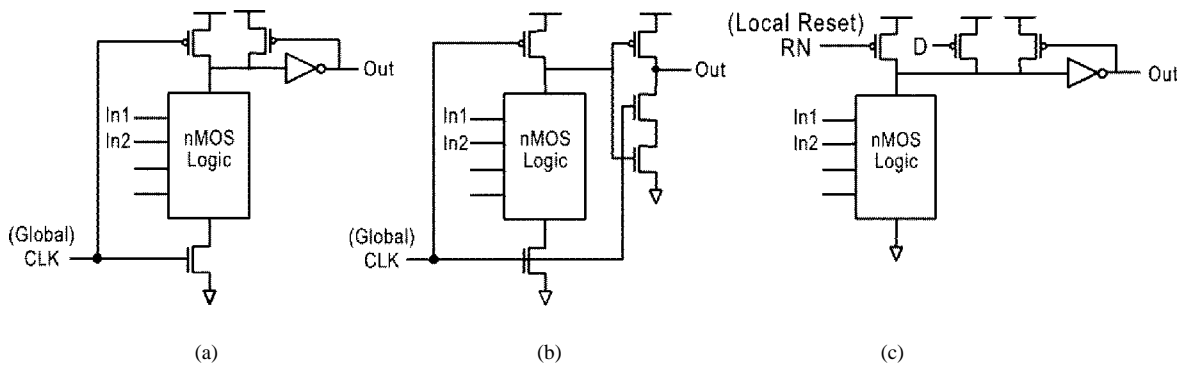 Out
In1
In2
nMOS
Logic
(Global)
CLK
(a)
Out
In1
In2
nMOS
Logic
(Global)
CLK
(b)
(Local Reset)
RN
D
Out
In1
In2
nMOS
Logic
(c)